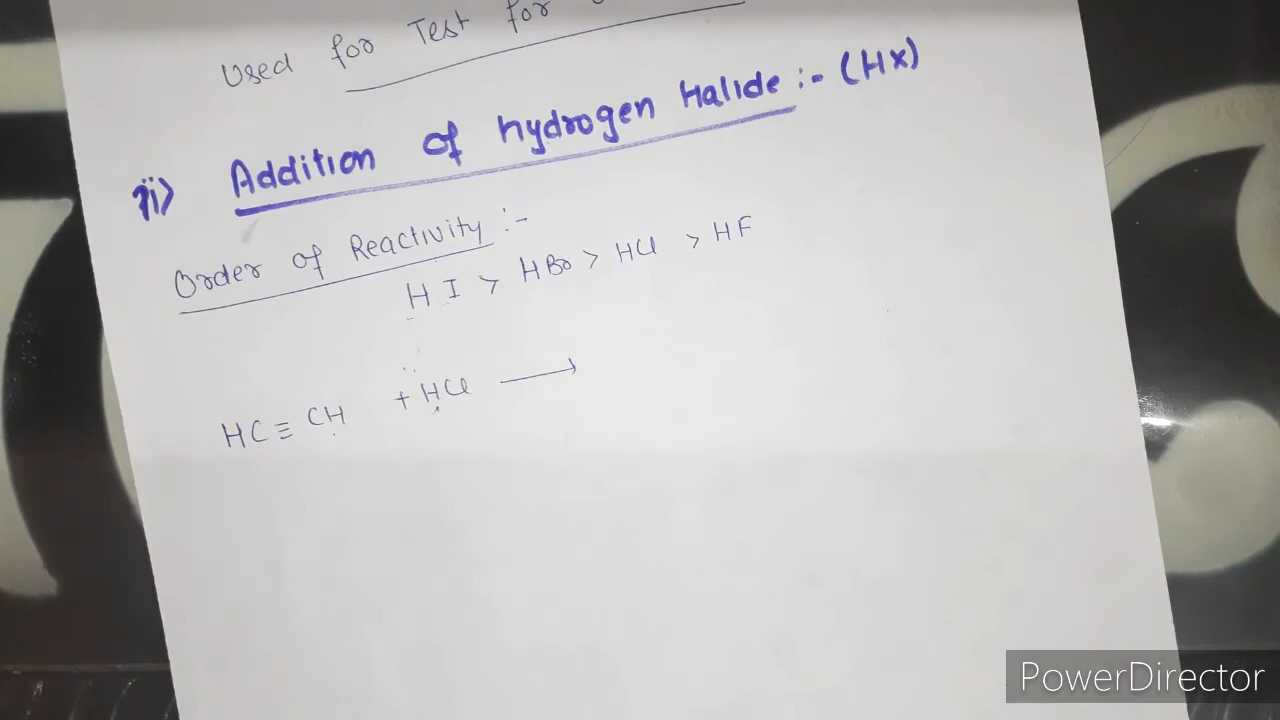 Used for Test for
ii) Addition of hydrogen Halide :- (HX)
Order of Reactivity :-
HI > HBr > HCl > HF
HC≡CH + HCl ⟶
PowerDirector